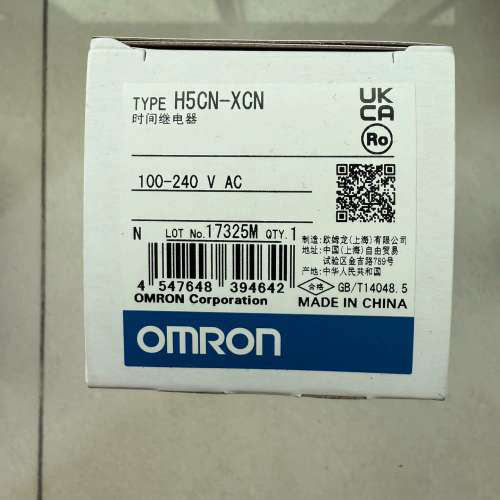 TYPE H5CN-XCN
时间继电器
UK
CA
Ro
100-240 V AC
N LOT No. 17325M QTY. 1
4 547648 394642
OMRON Corporation
制造: 欧姆龙(上海)有限公司
地址: 中国(上海)自由贸易
试验区金吉路789号
产地: 中华人民共和国
合格 GB/T14048.5
MADE IN CHINA
OMRON